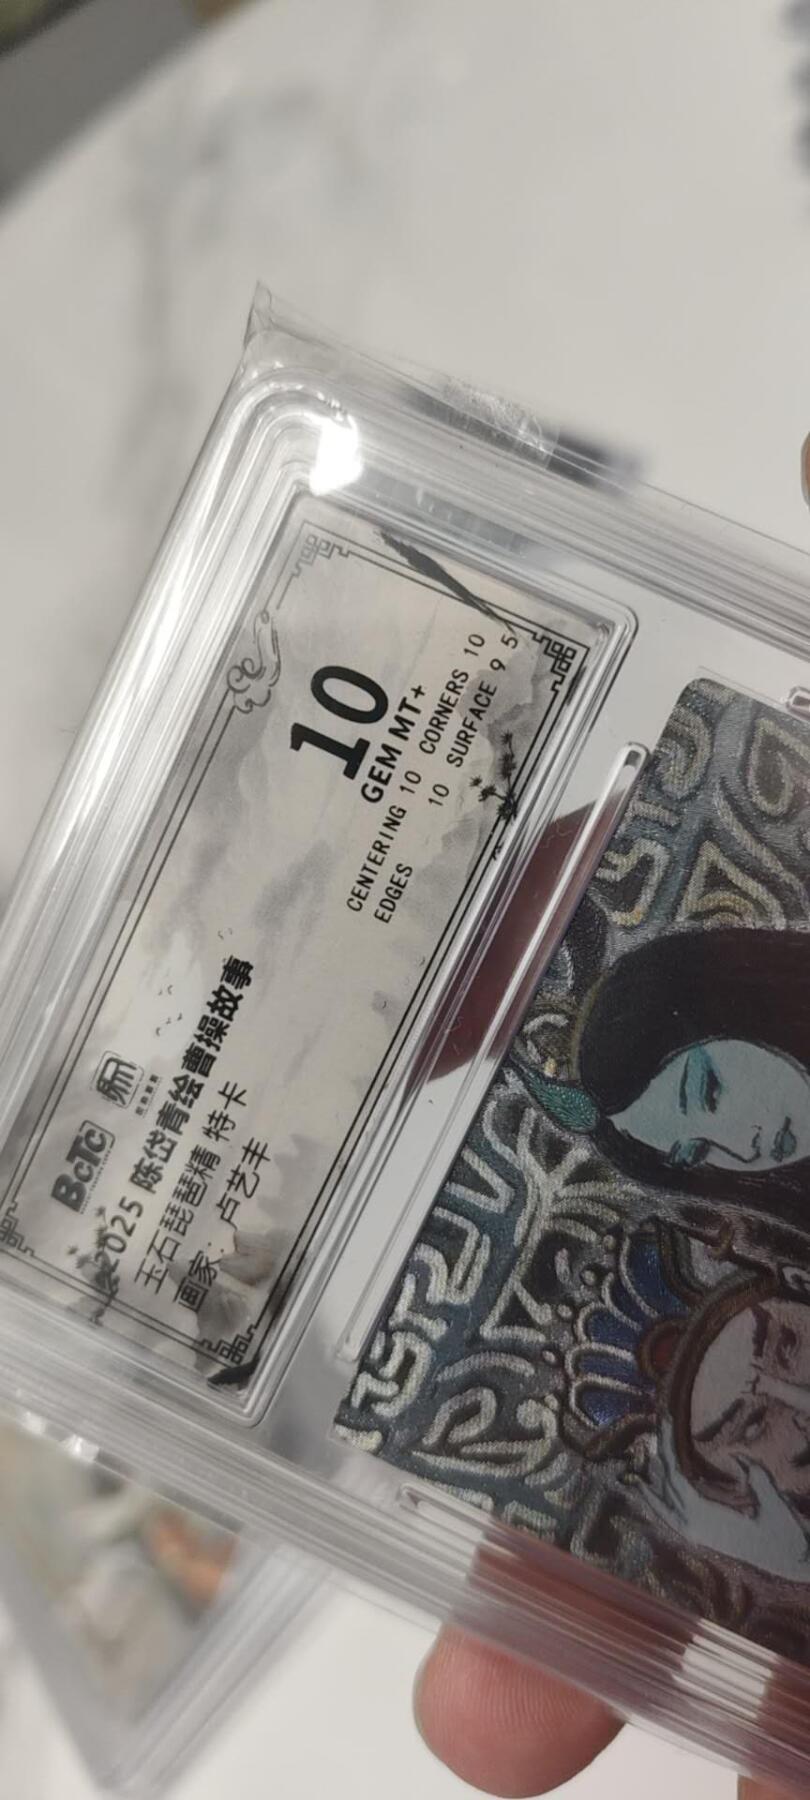 BCTC
2025 陈岱青绘曹操故事
玉石琵琶精 特卡
画家：卢艺丰
10
GEM MT+
CENTERING 10 CORNERS 10
EDGES 10 SURFACE 9.5